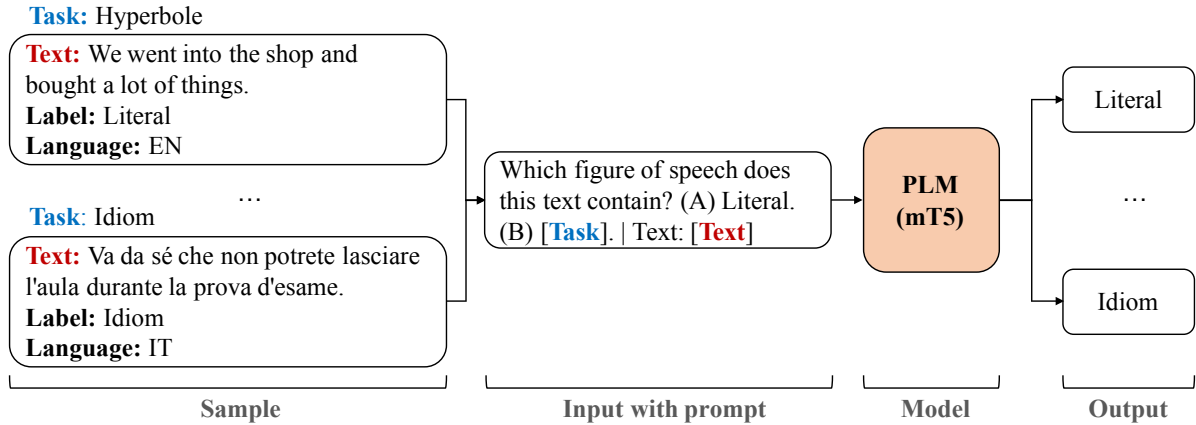 Task: Hyperbole
Text: We went into the shop and
bought a lot of things.
Label: Literal
Language: EN
...
Task: Idiom
Text: Va da sé che non potrete lasciare
l'aula durante la prova d'esame.
Label: Idiom
Language: IT
Sample
Which figure of speech does
this text contain? (A) Literal.
(B) [Task]. | Text: [Text]
Input with prompt
PLM
(mT5)
Model
Literal
...
Idiom
Output